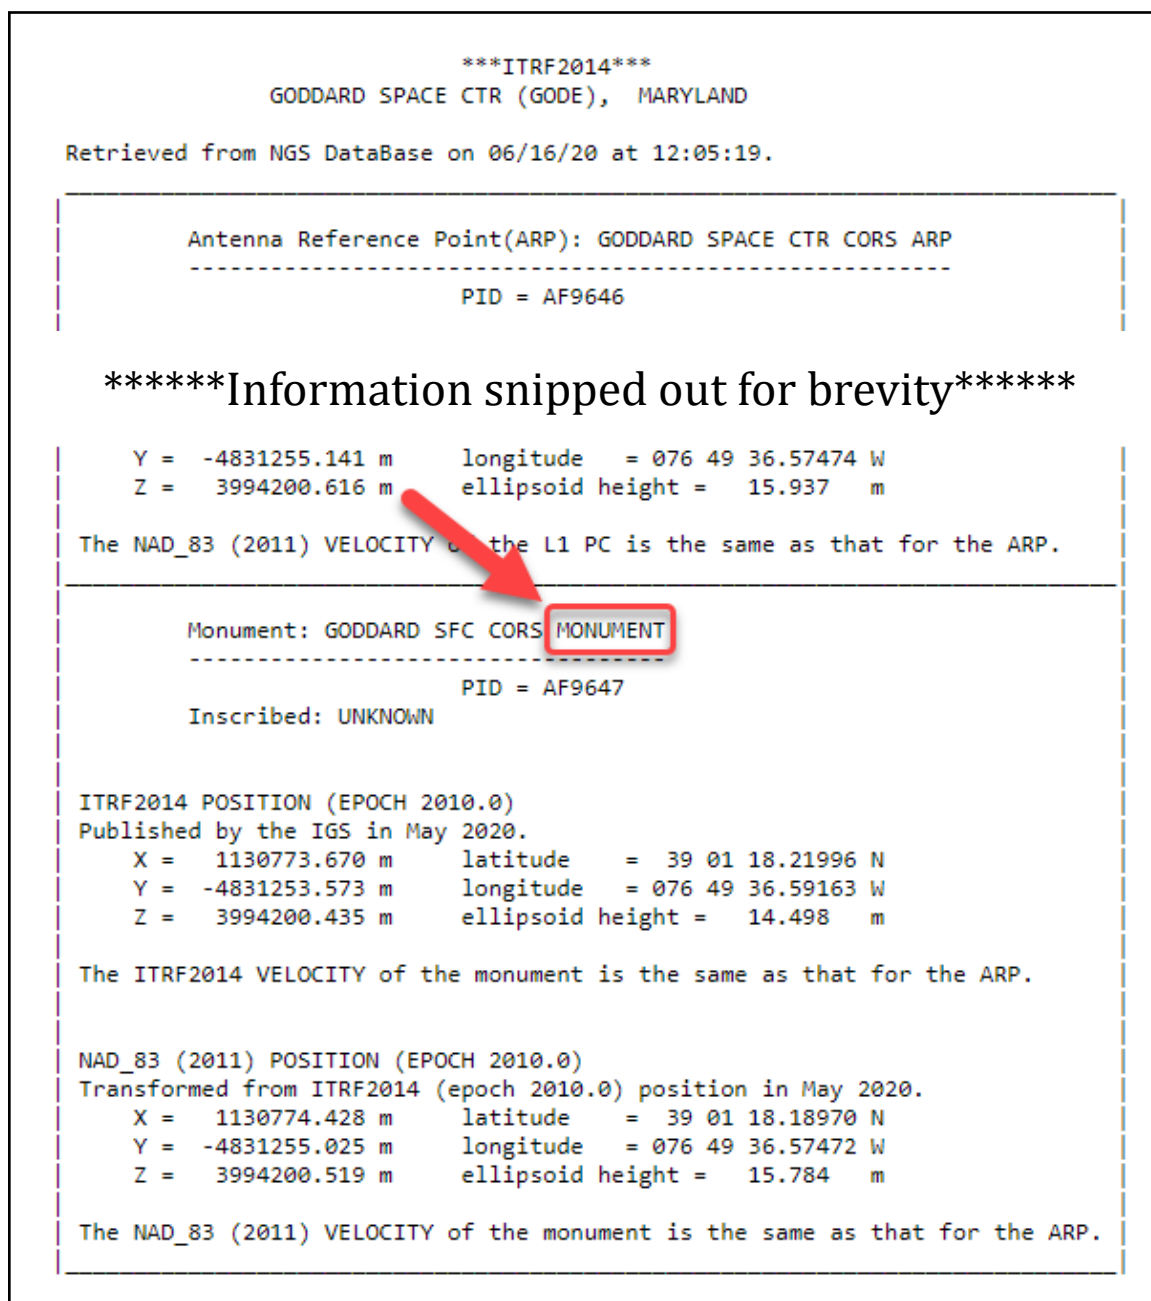 ***ITRF2014***
GODDARD SPACE CTR (GODE),  MARYLAND
Retrieved from NGS DataBase on 06/16/20 at 12:05:19.
Antenna Reference Point(ARP): GODDARD SPACE CTR CORS ARP
--------------------------------------------------------
PID = AF9646
******Information snipped out for brevity******
Y =  -4831255.141 m     longitude   = 076 49 36.57474 W
Z =   3994200.616 m     ellipsoid height =   15.937   m
The NAD_83 (2011) VELOCITY the L1 PC is the same as that for the ARP.
Monument: GODDARD SFC CORS MONUMENT
-----------------------------------
PID = AF9647
Inscribed: UNKNOWN
ITRF2014 POSITION (EPOCH 2010.0)
Published by the IGS in May 2020.
X =   1130773.670 m     latitude    =  39 01 18.21996 N
Y =  -4831253.573 m     longitude   = 076 49 36.59163 W
Z =   3994200.435 m     ellipsoid height =   14.498   m
The ITRF2014 VELOCITY of the monument is the same as that for the ARP.
NAD_83 (2011) POSITION (EPOCH 2010.0)
Transformed from ITRF2014 (epoch 2010.0) position in May 2020.
X =   1130774.428 m     latitude    =  39 01 18.18970 N
Y =  -4831255.025 m     longitude   = 076 49 36.57472 W
Z =   3994200.519 m     ellipsoid height =   15.784   m
The NAD_83 (2011) VELOCITY of the monument is the same as that for the ARP.